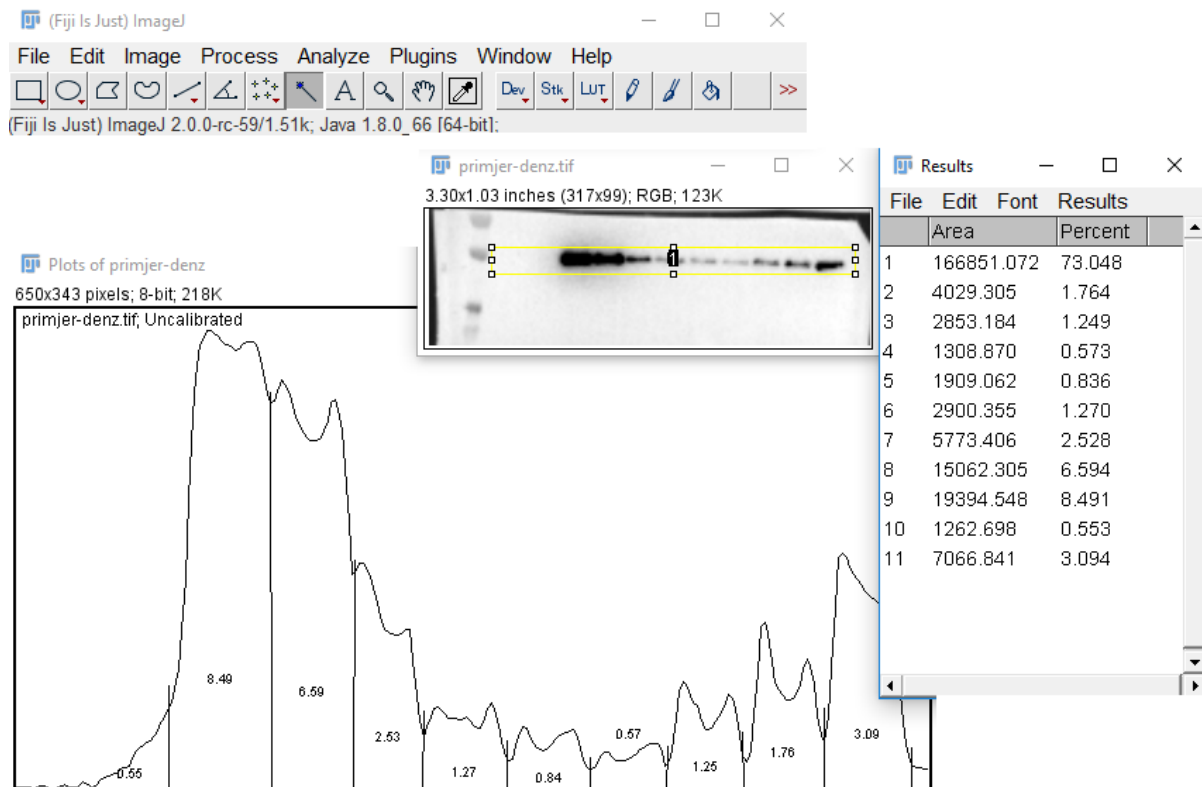 (Fiji Is Just) ImageJ
File Edit Image Process Analyze Plugins Window Help
A Dev Stk LUT >>
(Fiji Is Just) ImageJ 2.0.0-rc-59/1.51k; Java 1.8.0_66 [64-bit];
primjer-denz.tif
3.30x1.03 inches (317x99); RGB; 123K
1
Results
File Edit Font Results
Area Percent
1 166851.072 73.048
2 4029.305 1.764
3 2853.184 1.249
4 1308.870 0.573
5 1909.062 0.836
6 2900.355 1.270
7 5773.406 2.528
8 15062.305 6.594
9 19394.548 8.491
10 1262.698 0.553
11 7066.841 3.094
Plots of primjer-denz
650x343 pixels; 8-bit; 218K
primjer-denz.tif; Uncalibrated
0.55
8.49
6.59
2.53
1.27
0.84
0.57
1.25
1.76
3.09